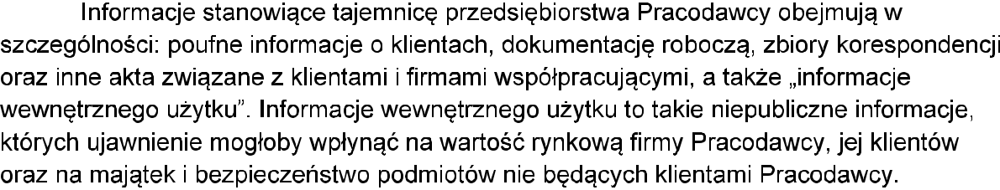 Informacje stanowiące tajemnicę przedsiębiorstwa Pracodawcy obejmują w
szczególności: poufne informacje o klientach, dokumentację roboczą, zbiory korespondencji
oraz inne akta związane z klientami i firmami współpracującymi, a także „informacje
wewnętrznego użytku”. Informacje wewnętrznego użytku to takie niepubliczne informacje,
których ujawnienie mogłoby wpłynąć na wartość rynkową firmy Pracodawcy, jej klientów
oraz na majątek i bezpieczeństwo podmiotów nie będących klientami Pracodawcy.